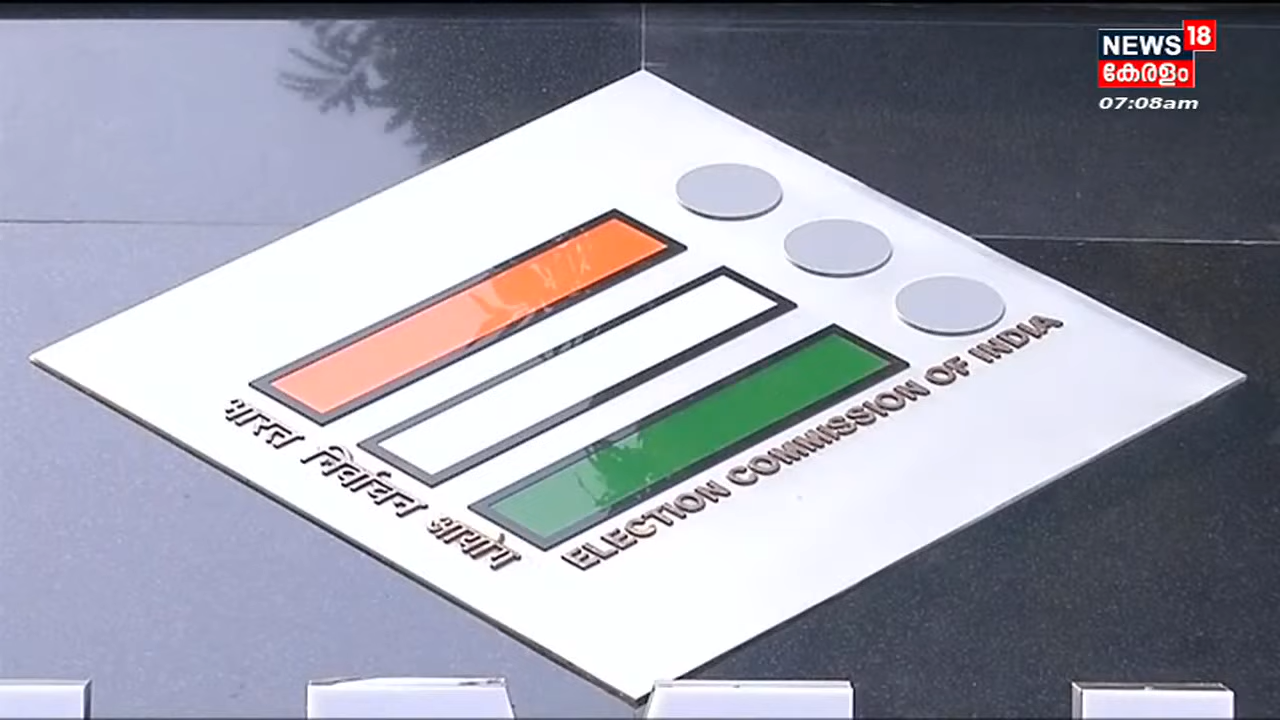 NEWS 18
കേരളം
07:08am
भारत निर्वाचन आयोग
ELECTION COMMISSION OF INDIA